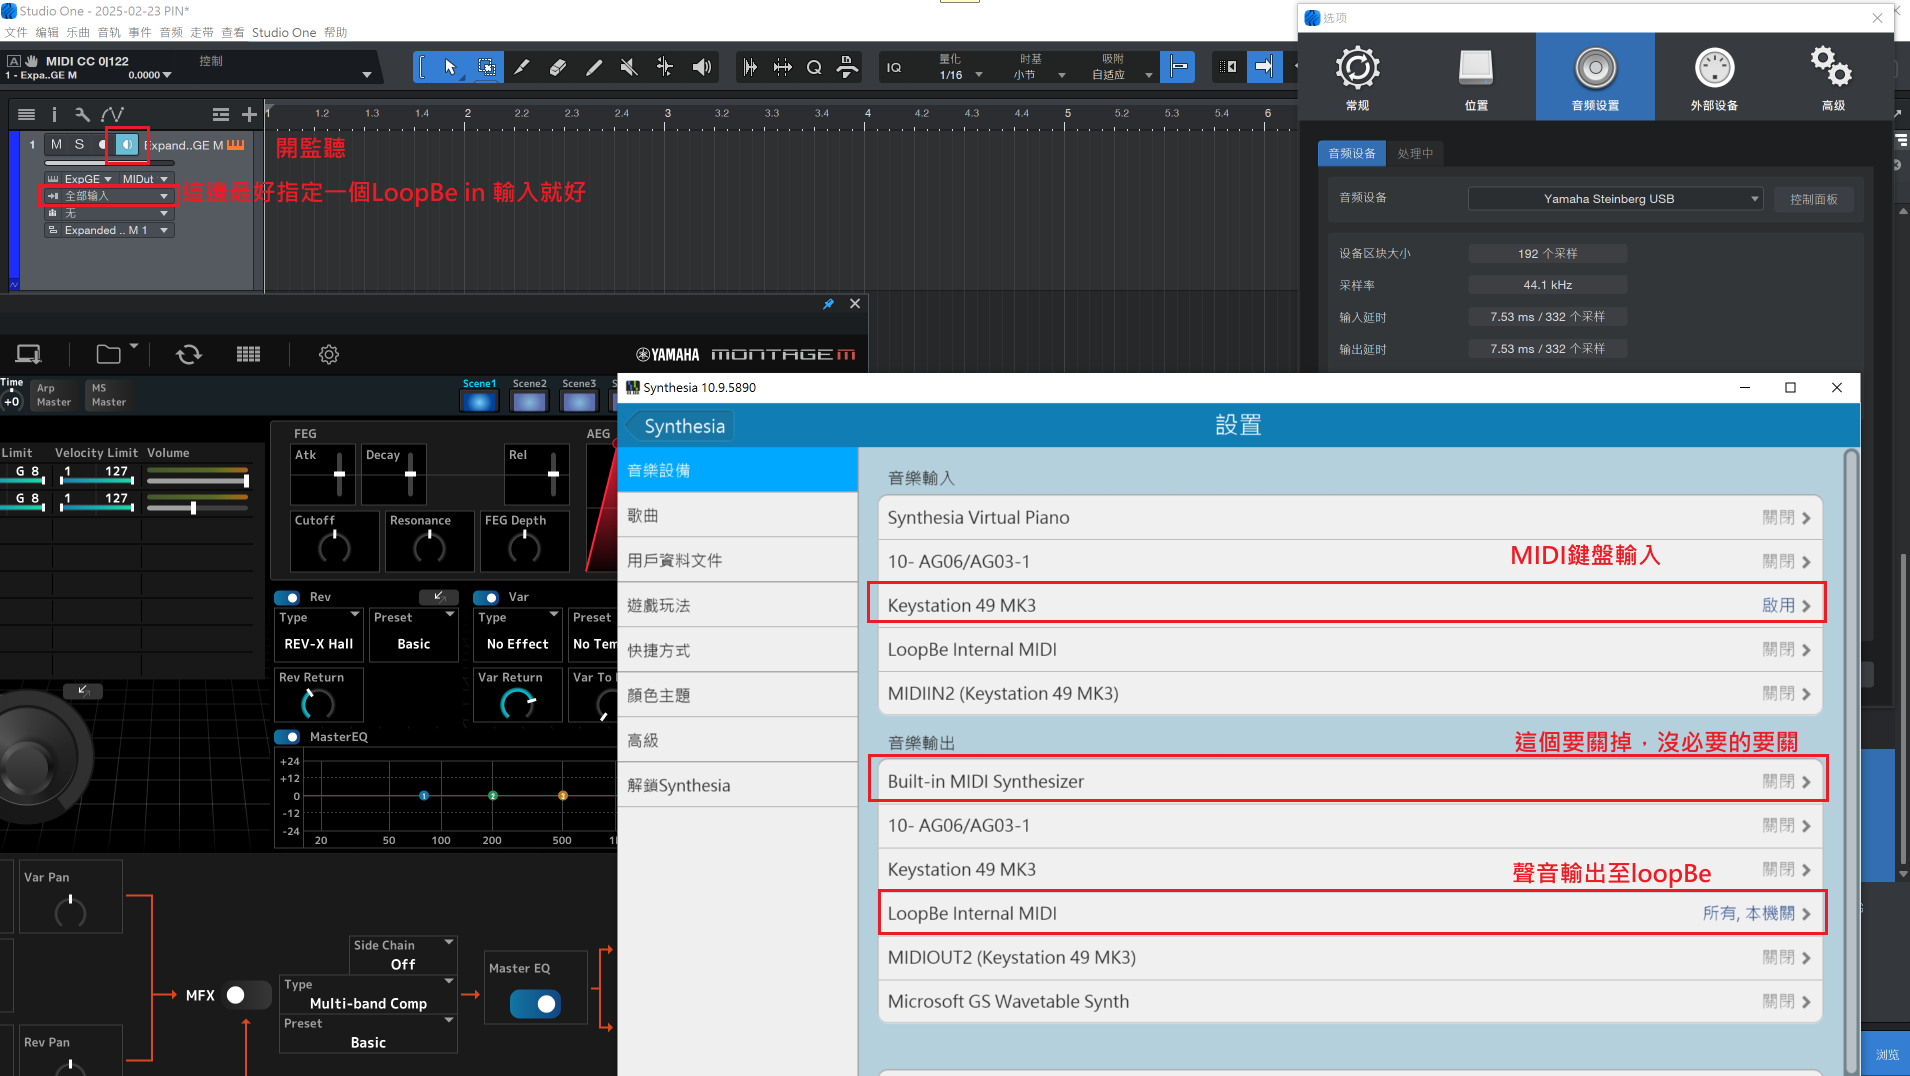 Studio One - 2025-02-23 PIN*
文件 编辑 乐曲 音轨 事件 音频 走带 查看 Studio One 帮助
MIDI CC 0|122
控制
1 - Expa..GE M 0.0000
IQ
量化
1/16
时基
小节
吸附
自适应
1 1.2 1.3 1.4 2 2.2 2.3 2.4 3 3.2 3.3 3.4 4 4.2 4.3 4.4 5 5.2 5.3 5.4 6
1 M S Expand..GE M
開監聽
ExpGE MIDut
全部输入
這邊最好指定一個LoopBe in 輸入就好
无
Expanded .. M 1
选项
常规
位置
音频设置
外部设备
高级
音频设备
处理中
音频设备 Yamaha Steinberg USB 控制面板
设备区块大小 192 个采样
采样率 44.1 kHz
输入延时 7.53 ms / 332 个采样
输出延时 7.53 ms / 332 个采样
YAMAHA MONTAGE M
Time
+0
Arp
Master
MS
Master
Scene1 Scene2 Scene3
Limit Velocity Limit Volume
G 8 1 127
G 8 1 127
FEG
AEG
Atk Decay Rel
Cutoff Resonance FEG Depth
Rev Var
Type Preset Type Preset
REV-X Hall Basic No Effect No Tem
Rev Return Var Return Var To
MasterEQ
+24
+12
0
-12
-24
1 2 3
20 50 100 200 500
Var Pan
Side Chain
Off
MFX
Type
Multi-band Comp
Preset
Basic
Master EQ
Rev Pan
Synthesia 10.9.5890
Synthesia
設置
音樂設備
歌曲
用戶資料文件
遊戲玩法
快捷方式
顏色主題
高級
解鎖Synthesia
音樂輸入
Synthesia Virtual Piano 關閉
10- AG06/AG03-1 關閉
MIDI鍵盤輸入
Keystation 49 MK3 啟用
LoopBe Internal MIDI 關閉
MIDIIN2 (Keystation 49 MK3) 關閉
音樂輸出
這個要關掉，沒必要的要關
Built-in MIDI Synthesizer 關閉
10- AG06/AG03-1 關閉
Keystation 49 MK3 關閉
聲音輸出至loopBe
LoopBe Internal MIDI 所有, 本機關
MIDIOUT2 (Keystation 49 MK3) 關閉
Microsoft GS Wavetable Synth 關閉
浏览